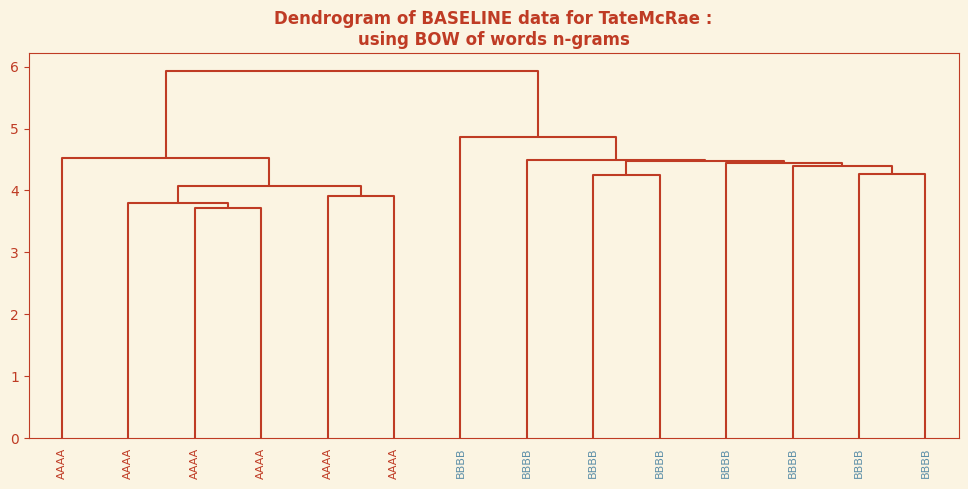 Dendrogram of BASELINE data for TateMcRae :
using BOW of words n-grams
6
5
4
3
2
1
0
AAAA
AAAA
AAAA
AAAA
AAAA
AAAA
BBBB
BBBB
BBBB
BBBB
BBBB
BBBB
BBBB
BBBB